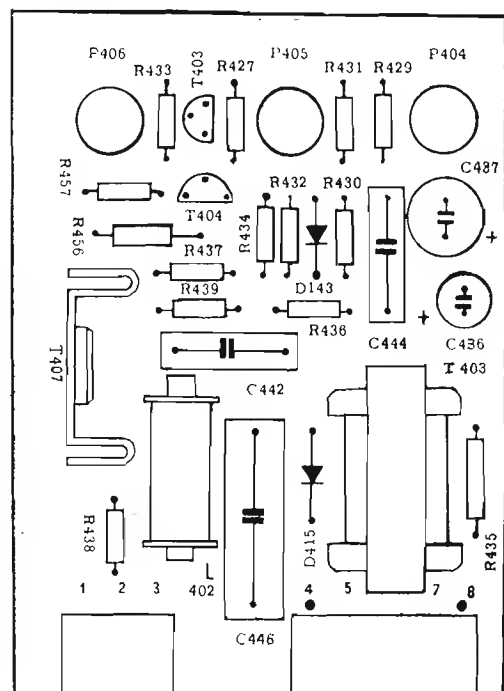 P406
R433
T403
R427
P405
R431
R429
P404
C487
R457
T404
R434
R432
R430
R456
R437
D143
R439
R436
C444
C436
T407
C442
T 403
R438
D415
R435
1 2 3 L 402 4 5 7 8
C446
+
+